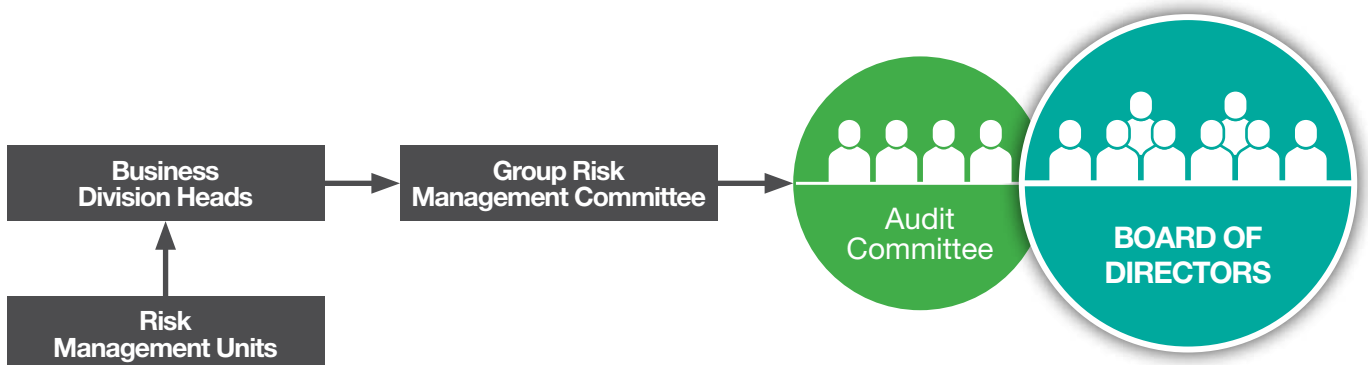 Business
Division Heads
Group Risk
Management Committee
Audit
Committee
BOARD OF
DIRECTORS
Risk
Management Units